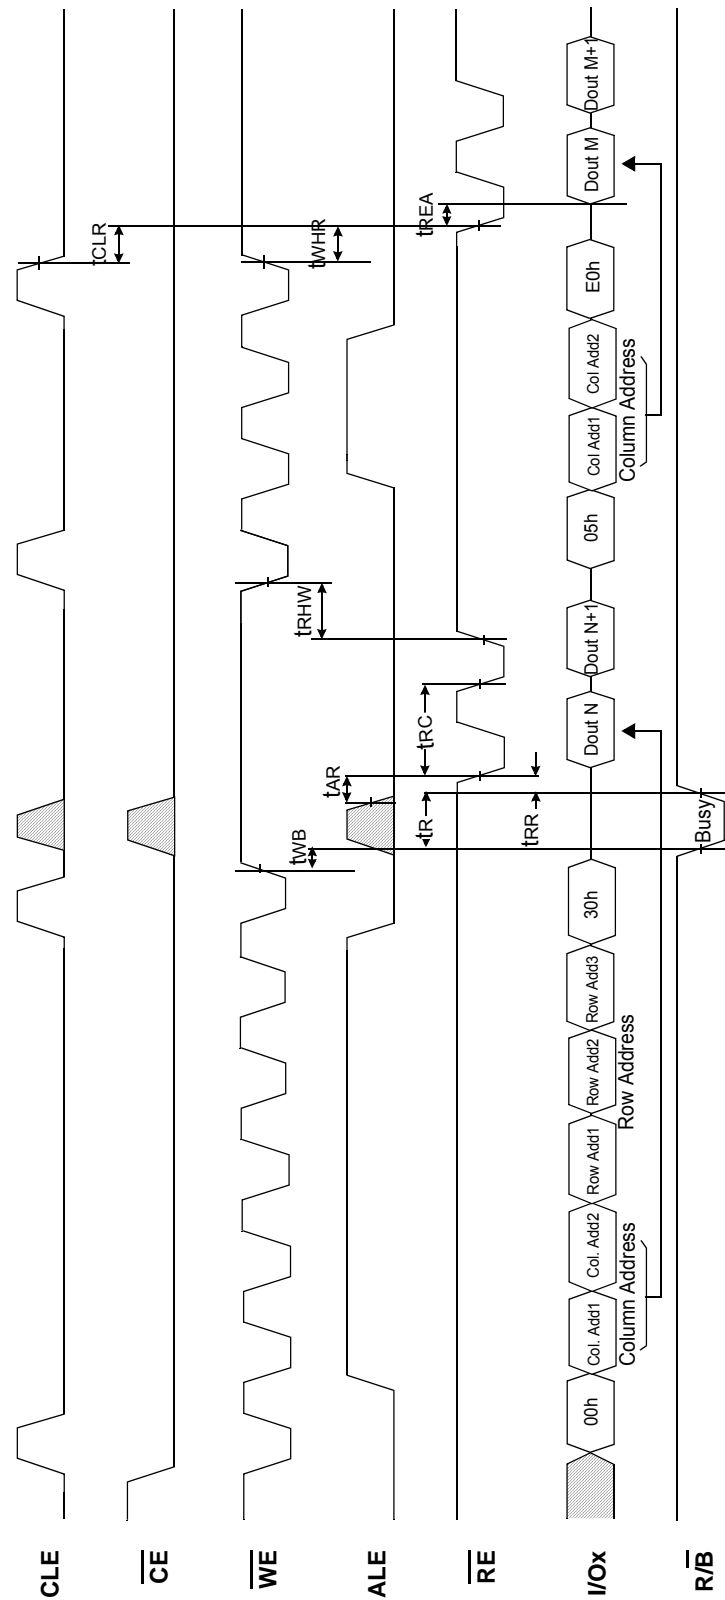 CLE
CE
WE
ALE
RE
I/Ox
R/B
tCLR
tWB
tWHR
tAR
tRHW
tR
tRC
tREA
tRR
00h
Col. Add1
Col. Add2
Row Add1
Row Add2
Row Add3
30h
Dout N
Dout N+1
05h
Col Add1
Col Add2
E0h
Dout M
Dout M+1
Column Address
Row Address
Column Address
Busy